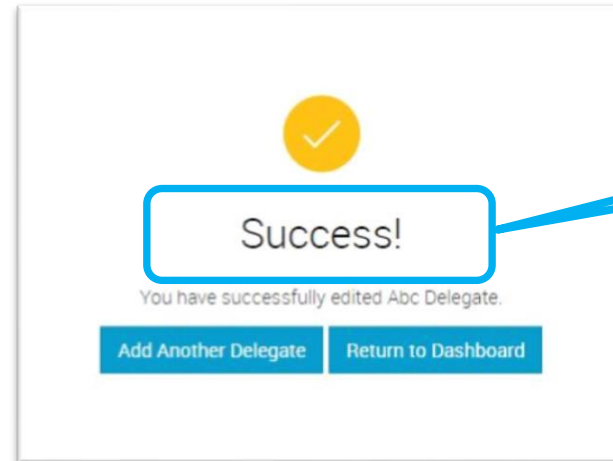 Success!
You have successfully edited Abc Delegate.
Add Another Delegate Return to Dashboard